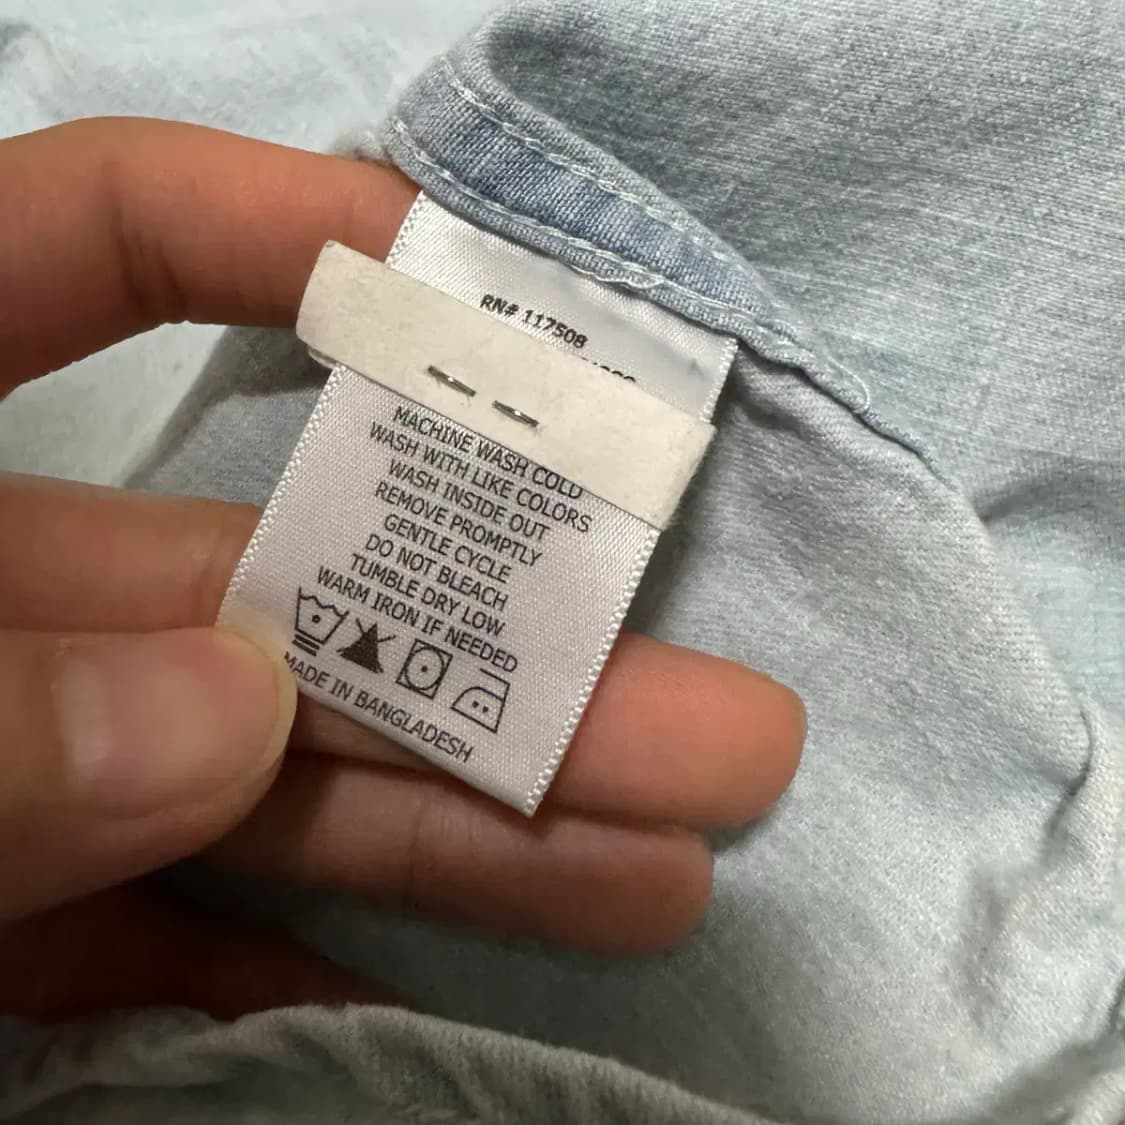 RN# 117508
MACHINE WASH COLD
WASH WITH LIKE COLORS
WASH INSIDE OUT
REMOVE PROMPTLY
GENTLE CYCLE
DO NOT BLEACH
TUMBLE DRY LOW
WARM IRON IF NEEDED
MADE IN BANGLADESH